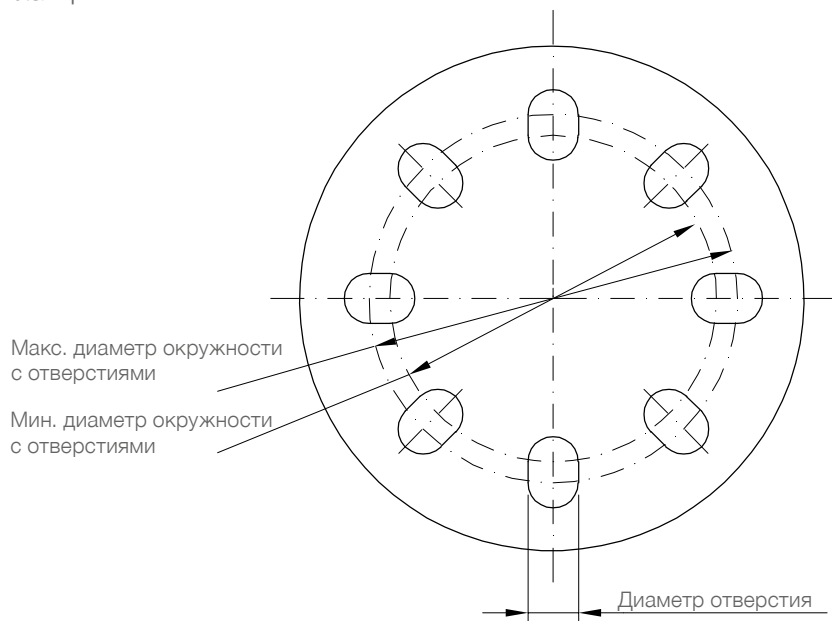 Макс. диаметр окружности
с отверстиями
Мин. диаметр окружности
с отверстиями
Диаметр отверстия